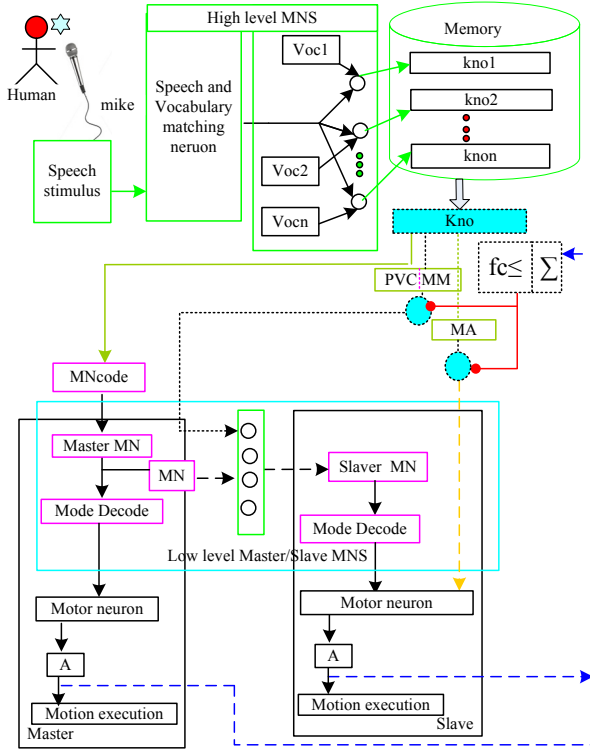 High level MNS
Memory
Voc1
kno1
Human
mike
Speech and
Vocabulary
matching
neruon
kno2
Speech
stimulus
Voc2
knon
Vocn
Kno
fc≤ ∑
PVC MM
MA
MNcode
Master MN
MN
Slaver MN
Mode Decode
Mode Decode
Low level Master/Slave MNS
Motor neuron
Motor neuron
A
A
Motion execution
Motion execution
Master
Slave